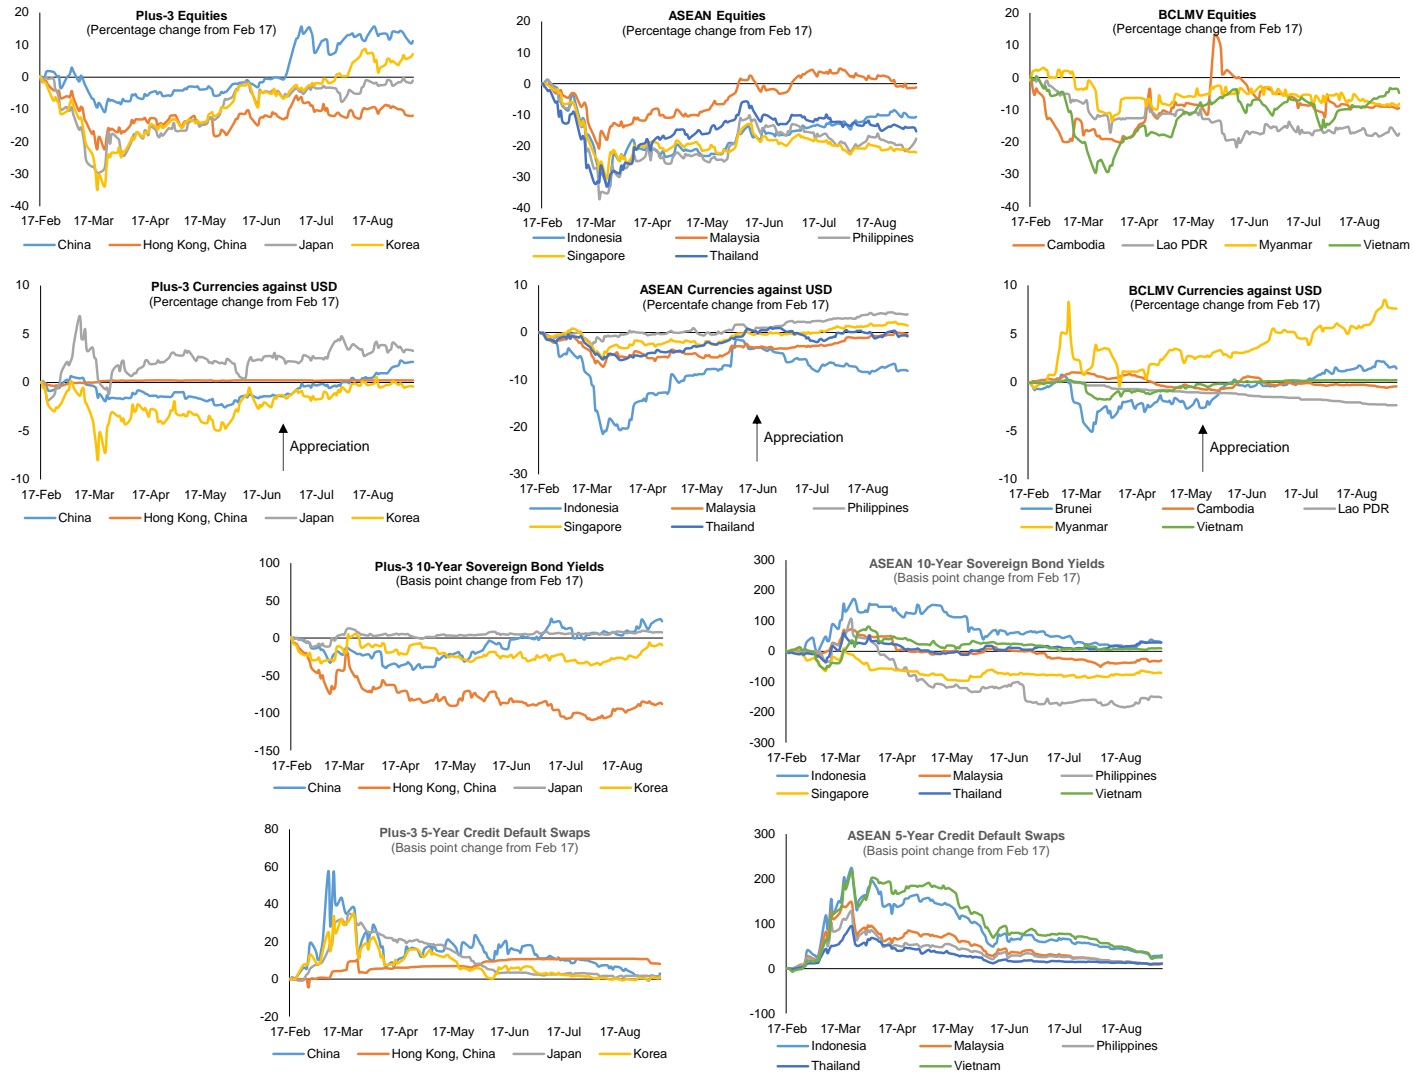 Plus-3 Equities
(Percentage change from Feb 17)
20
10
0
-10
-20
-30
-40
17-Feb 17-Mar 17-Apr 17-May 17-Jun 17-Jul 17-Aug
China Hong Kong, China Japan Korea
ASEAN Equities
(Percentage change from Feb 17)
20
10
0
-10
-20
-30
-40
17-Feb 17-Mar 17-Apr 17-May 17-Jun 17-Jul 17-Aug
Indonesia Malaysia Philippines
Singapore Thailand
BCLMV Equities
(Percentage change from Feb 17)
20
10
0
-10
-20
-30
-40
17-Feb 17-Mar 17-Apr 17-May 17-Jun 17-Jul 17-Aug
Cambodia Lao PDR Myanmar Vietnam
Plus-3 Currencies against USD
(Percentage change from Feb 17)
10
5
0
-5
-10
Appreciation
17-Feb 17-Mar 17-Apr 17-May 17-Jun 17-Jul 17-Aug
China Hong Kong, China Japan Korea
ASEAN Currencies against USD
(Percentafe change from Feb 17)
10
0
-10
-20
-30
Appreciation
17-Feb 17-Mar 17-Apr 17-May 17-Jun 17-Jul 17-Aug
Indonesia Malaysia Philippines
Singapore Thailand
BCLMV Currencies against USD
(Percentage change from Feb 17)
10
5
0
-5
-10
Appreciation
17-Feb 17-Mar 17-Apr 17-May 17-Jun 17-Jul 17-Aug
Brunei Cambodia Lao PDR
Myanmar Vietnam
Plus-3 10-Year Sovereign Bond Yields
(Basis point change from Feb 17)
100
50
0
-50
-100
-150
17-Feb 17-Mar 17-Apr 17-May 17-Jun 17-Jul 17-Aug
China Hong Kong, China Japan Korea
ASEAN 10-Year Sovereign Bond Yields
(Basis point change from Feb 17)
300
200
100
0
-100
-200
-300
17-Feb 17-Mar 17-Apr 17-May 17-Jun 17-Jul 17-Aug
Indonesia Malaysia Philippines
Singapore Thailand Vietnam
Plus-3 5-Year Credit Default Swaps
(Basis point change from Feb 17)
80
60
40
20
0
-20
17-Feb 17-Mar 17-Apr 17-May 17-Jun 17-Jul 17-Aug
China Hong Kong, China Japan Korea
ASEAN 5-Year Credit Default Swaps
(Basis point change from Feb 17)
300
200
100
0
-100
17-Feb 17-Mar 17-Apr 17-May 17-Jun 17-Jul 17-Aug
Indonesia Malaysia Philippines
Thailand Vietnam